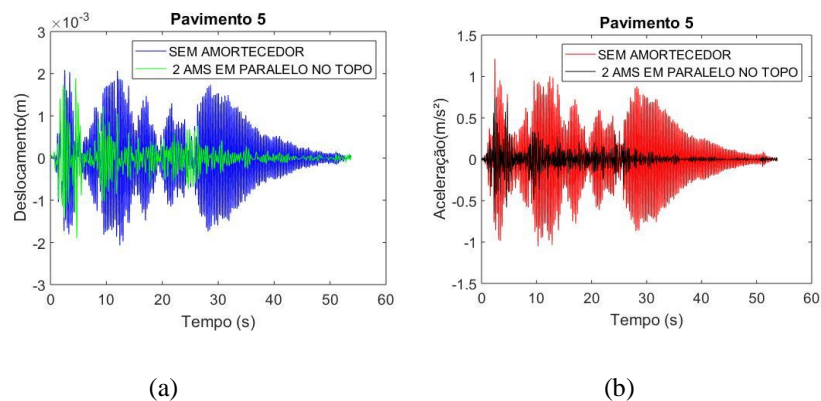 Pavimento 5
×10⁻³
SEM AMORTECEDOR
2 AMS EM PARALELO NO TOPO
3
2
1
0
-1
-2
-3
Deslocamento(m)
0 10 20 30 40 50 60
Tempo (s)
(a)
Pavimento 5
SEM AMORTECEDOR
2 AMS EM PARALELO NO TOPO
1.5
1
0.5
0
-0.5
-1
-1.5
Aceleração(m/s²)
0 10 20 30 40 50 60
Tempo (s)
(b)